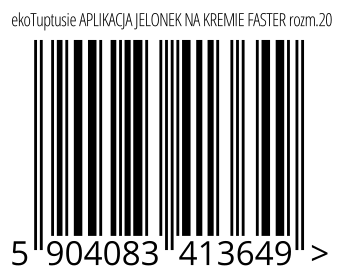 ekoTuptusie APLIKACJA JELONEK NA KREMIE FASTER rozm.20
5 904083 413649 >